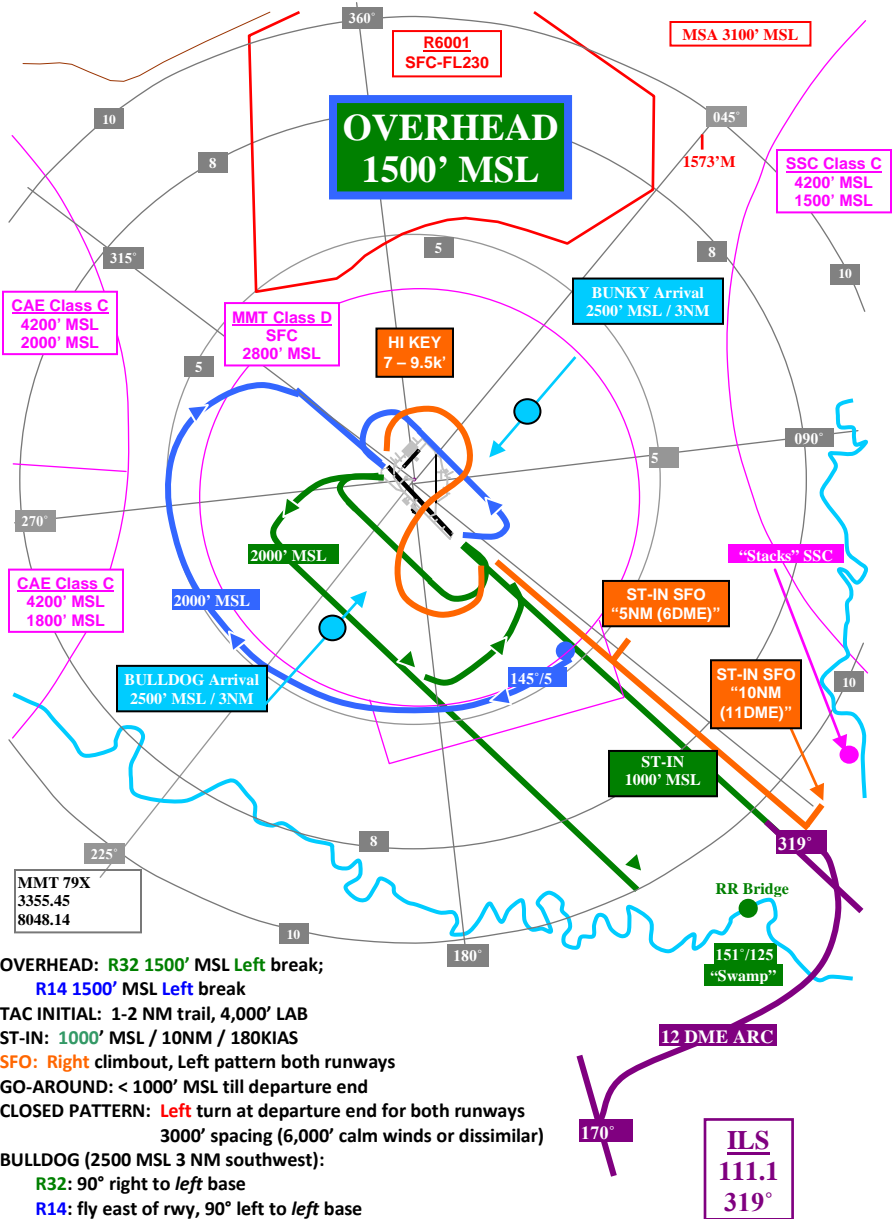 360°
R6001
SFC-FL230
MSA 3100' MSL
OVERHEAD
1500' MSL
10
8
045°
1573'M
SSC Class C
4200' MSL
1500' MSL
315°
5
8
10
CAE Class C
4200' MSL
2000' MSL
MMT Class D
SFC
2800' MSL
BUNKY Arrival
2500' MSL / 3NM
HI KEY
7 – 9.5k'
5
090°
5
270°
2000' MSL
"Stacks" SSC
CAE Class C
4200' MSL
1800' MSL
2000' MSL
ST-IN SFO
"5NM (6DME)"
BULLDOG Arrival
2500' MSL / 3NM
145°/5
ST-IN SFO
"10NM
(11DME)"
10
ST-IN
1000' MSL
225°
8
319°
MMT 79X
3355.45
8048.14
RR Bridge
10
180°
151°/125
"Swamp"
OVERHEAD: R32 1500' MSL Left break;
R14 1500' MSL Left break
TAC INITIAL: 1-2 NM trail, 4,000' LAB
ST-IN: 1000' MSL / 10NM / 180KIAS
SFO: Right climbout, Left pattern both runways
GO-AROUND: < 1000' MSL till departure end
CLOSED PATTERN: Left turn at departure end for both runways
3000' spacing (6,000' calm winds or dissimilar)
BULLDOG (2500 MSL 3 NM southwest):
R32: 90° right to left base
R14: fly east of rwy, 90° left to left base
12 DME ARC
170°
ILS
111.1
319°